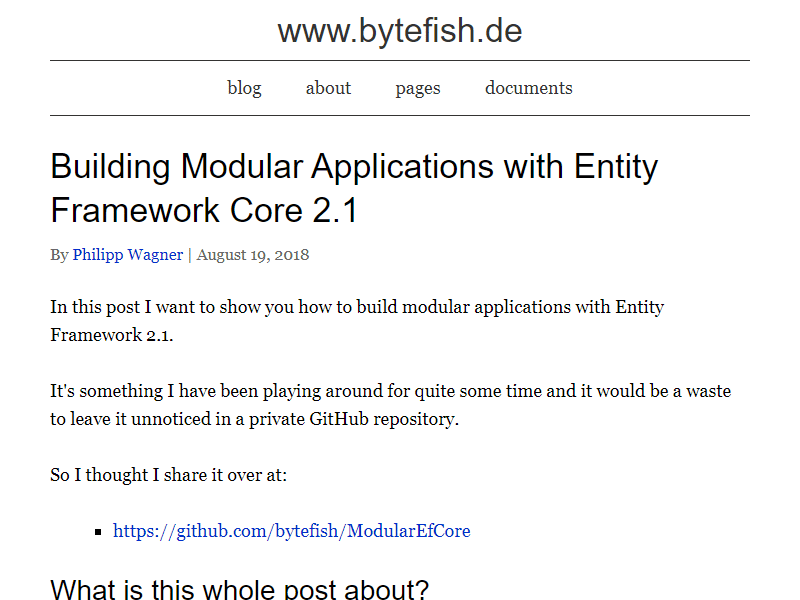 www.bytefish.de
blog about pages documents
Building Modular Applications with Entity
Framework Core 2.1
By Philipp Wagner | August 19, 2018
In this post I want to show you how to build modular applications with Entity
Framework 2.1.
It's something I have been playing around for quite some time and it would be a waste
to leave it unnoticed in a private GitHub repository.
So I thought I share it over at:
https://github.com/bytefish/ModularEfCore
What is this whole post about?